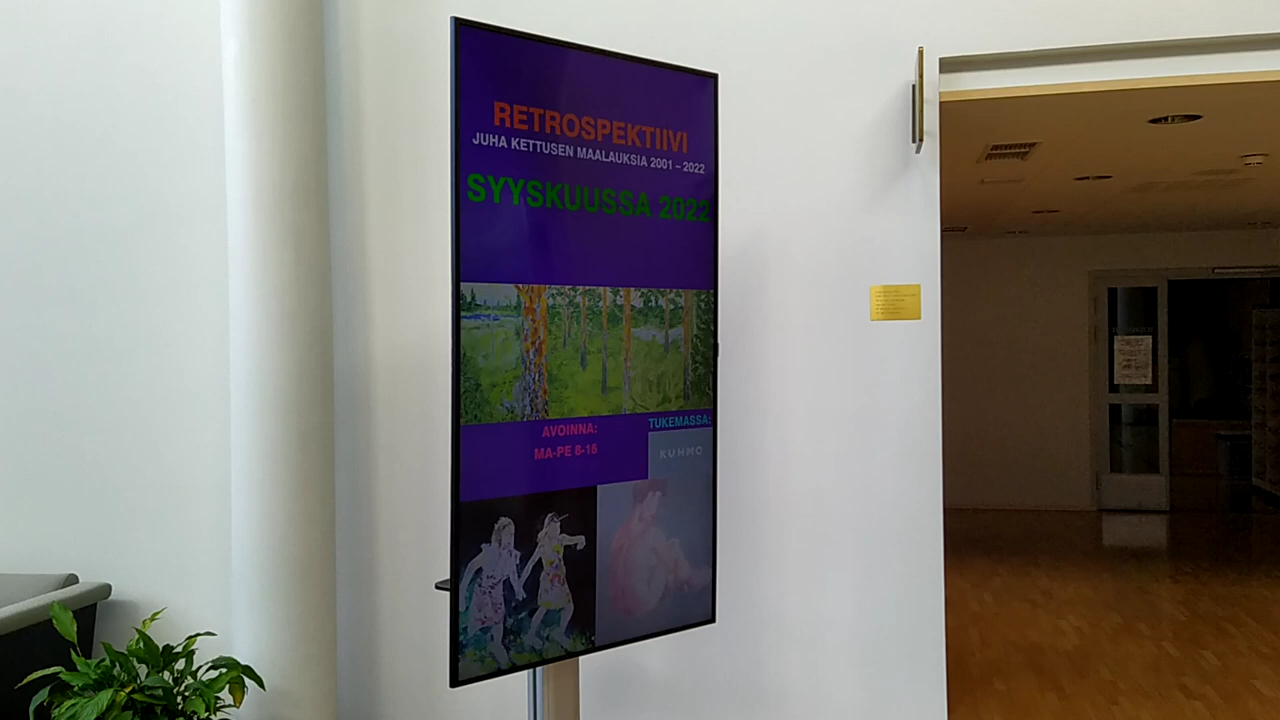 RETROSPEKTIIVI
JUHA KETTUSEN MAALAUKSIA 2001 – 2022
SYYSKUUSSA 2022
AVOINNA:
MA-PE 8-16
TUKEMASSA:
KUHMO